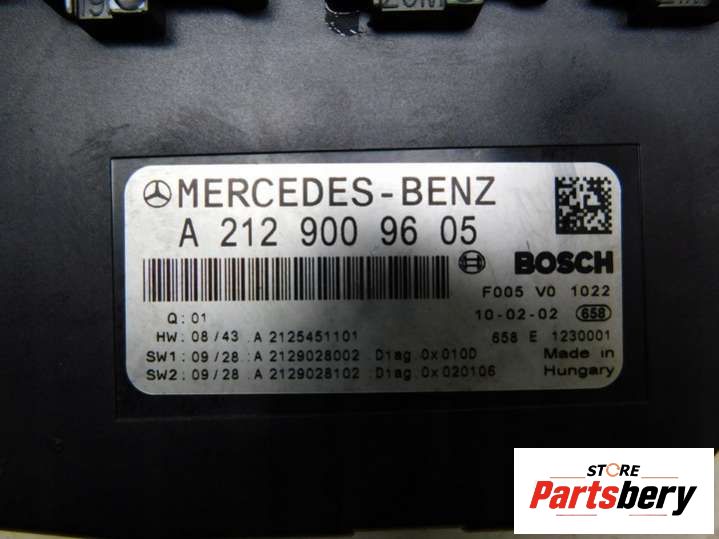 MERCEDES-BENZ
A 212 900 96 05
BOSCH
F005 V0 1022
Q: 01
10-02-02 658
HW: 08/43 .A 2125451101
658 E 1230001
SW1: 09/28 .A 2129028002 .Diag.0x010D
Made in
SW2: 09/28 .A 2129028102 .Diag.0x020106
Hungary
STORE
Partsbery